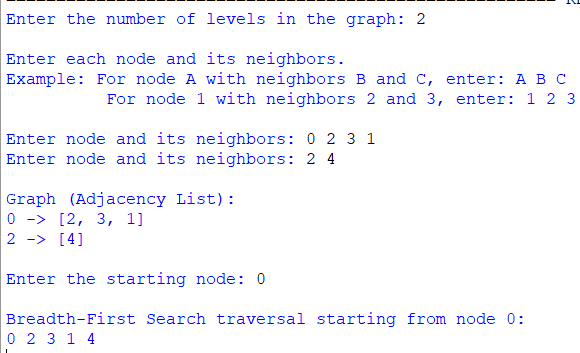 Enter the number of levels in the graph: 2
Enter each node and its neighbors.
Example: For node A with neighbors B and C, enter: A B C
For node 1 with neighbors 2 and 3, enter: 1 2 3
Enter node and its neighbors: 0 2 3 1
Enter node and its neighbors: 2 4
Graph (Adjacency List):
0 -> [2, 3, 1]
2 -> [4]
Enter the starting node: 0
Breadth-First Search traversal starting from node 0:
0 2 3 1 4